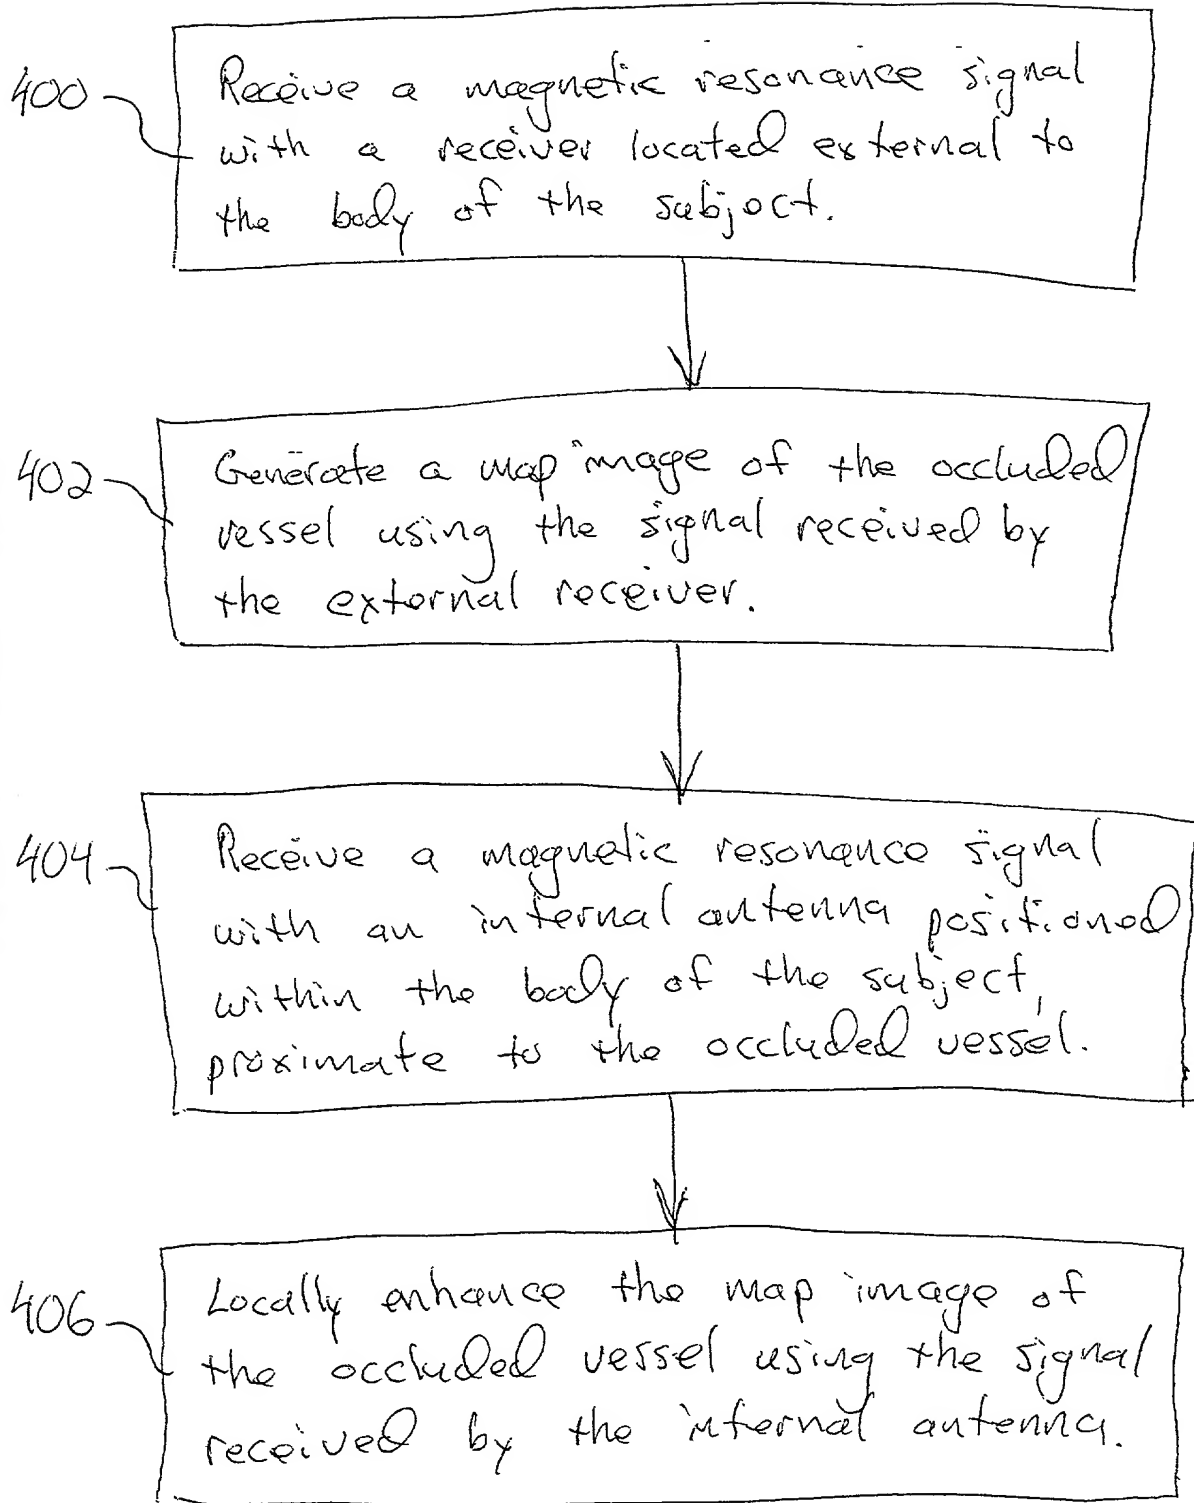 400
Receive a magnetic resonance signal
with a receiver located external to
the body of the subject.
402
Generate a map image of the occluded
vessel using the signal received by
the external receiver.
404
Receive a magnetic resonance signal
with an internal antenna positioned
within the body of the subject,
proximate to the occluded vessel.
406
Locally enhance the map image of
the occluded vessel using the signal
received by the internal antenna.